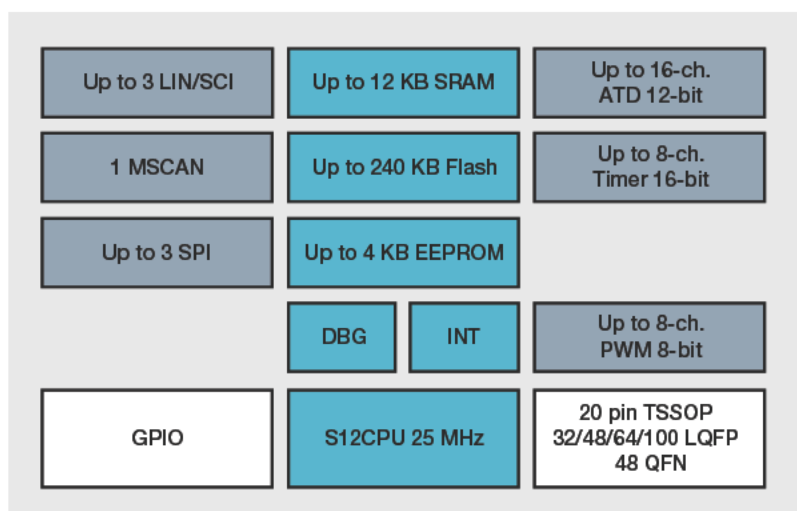 Up to 3 LIN/SCI
Up to 12 KB SRAM
Up to 16-ch.
ATD 12-bit
1 MSCAN
Up to 240 KB Flash
Up to 8-ch.
Timer 16-bit
Up to 3 SPI
Up to 4 KB EEPROM
DBG
INT
Up to 8-ch.
PWM 8-bit
GPIO
S12CPU 25 MHz
20 pin TSSOP
32/48/64/100 LQFP
48 QFN